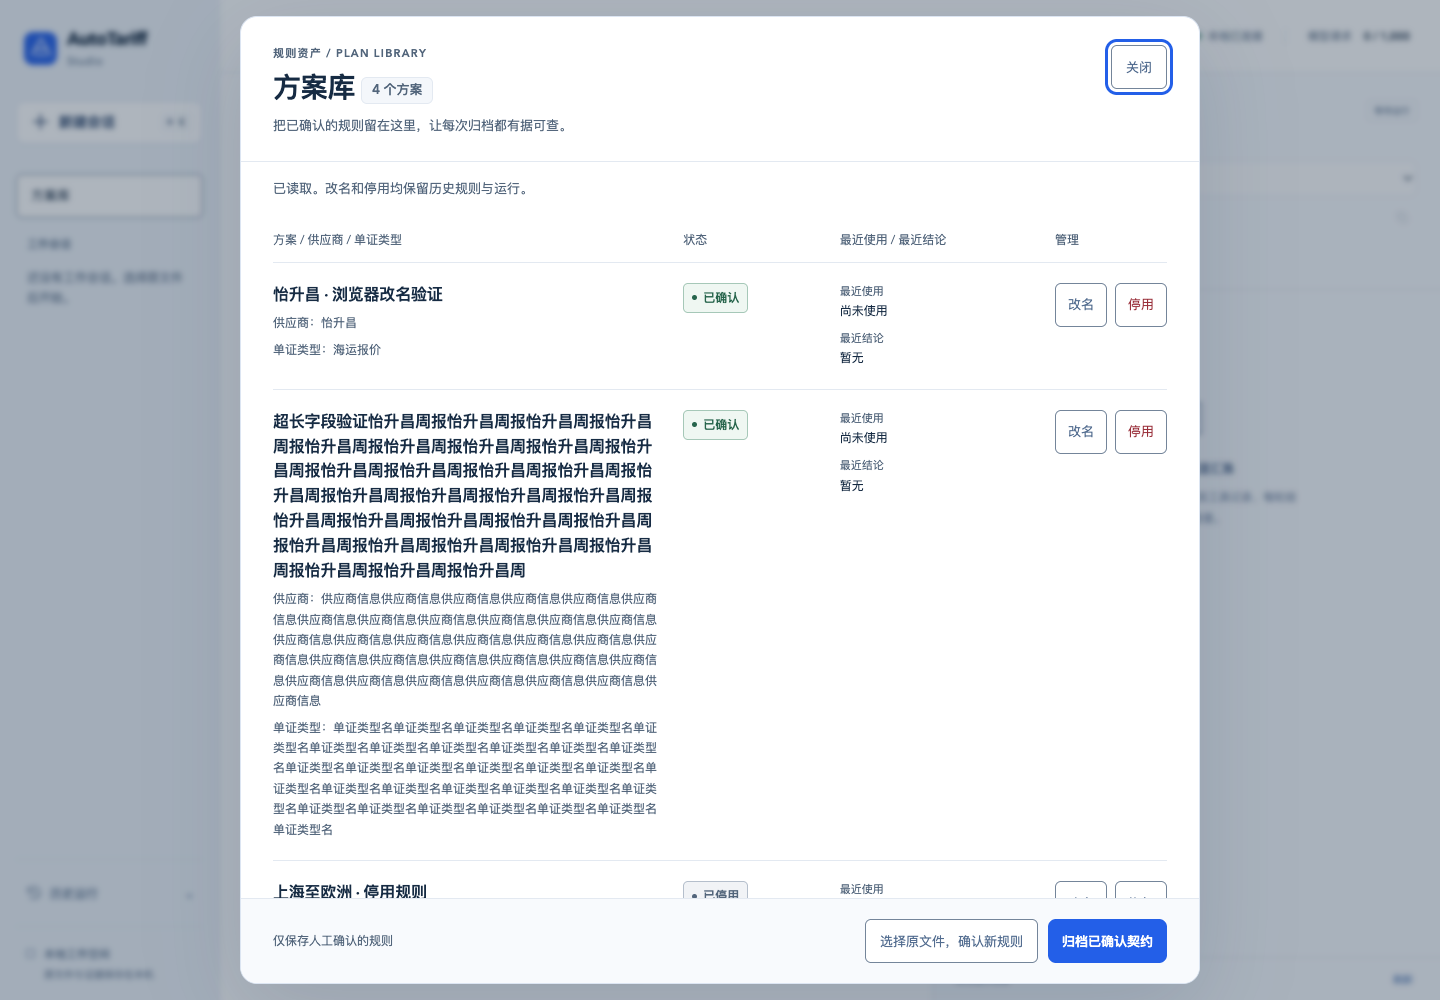 AutoTariff
方案库
规则资产 / PLAN LIBRARY
方案库 4 个方案
关闭
把已确认的规则留在这里，让每次归档都有据可查。
已读取。改名和停用均保留历史规则与运行。
方案 / 供应商 / 单证类型 状态 最近使用 / 最近结论 管理
怡升昌 · 浏览器改名验证
供应商：怡升昌
单证类型：海运报价
已确认
最近使用
尚未使用
最近结论
暂无
改名 停用
超长字段验证怡升昌周报怡升昌周报怡升昌周报怡升昌
周报怡升昌周报怡升昌周报怡升昌周报怡升昌周报怡升
昌周报怡升昌周报怡升昌周报怡升昌周报怡升昌周报怡
升昌周报怡升昌周报怡升昌周报怡升昌周报怡升昌周报
怡升昌周报怡升昌周报怡升昌周报怡升昌周报怡升昌周
报怡升昌周报怡升昌周报怡升昌周报怡升昌周报怡升昌
周报怡升昌周报怡升昌周报怡升昌周
供应商：供应商信息供应商信息供应商信息供应商信息供应商信息供应商
信息供应商信息供应商信息供应商信息供应商信息供应商信息供应商信息
供应商信息供应商信息供应商信息供应商信息供应商信息供应商信息供应
商信息供应商信息供应商信息供应商信息供应商信息供应商信息供应商信
息供应商信息供应商信息供应商信息供应商信息供应商信息供应商信息供
应商信息
单证类型：单证类型名单证类型名单证类型名单证类型名单证类型名单证
类型名单证类型名单证类型名单证类型名单证类型名单证类型名单证类型
名单证类型名单证类型名单证类型名单证类型名单证类型名单证类型名单
证类型名单证类型名单证类型名单证类型名单证类型名单证类型名单证类
型名单证类型名单证类型名单证类型名单证类型名单证类型名单证类型名
单证类型名
已确认
最近使用
尚未使用
最近结论
暂无
改名 停用
上海至欧洲 · 停用规则
已停用
最近使用
仅保存人工确认的规则
选择原文件，确认新规则
归档已确认契约